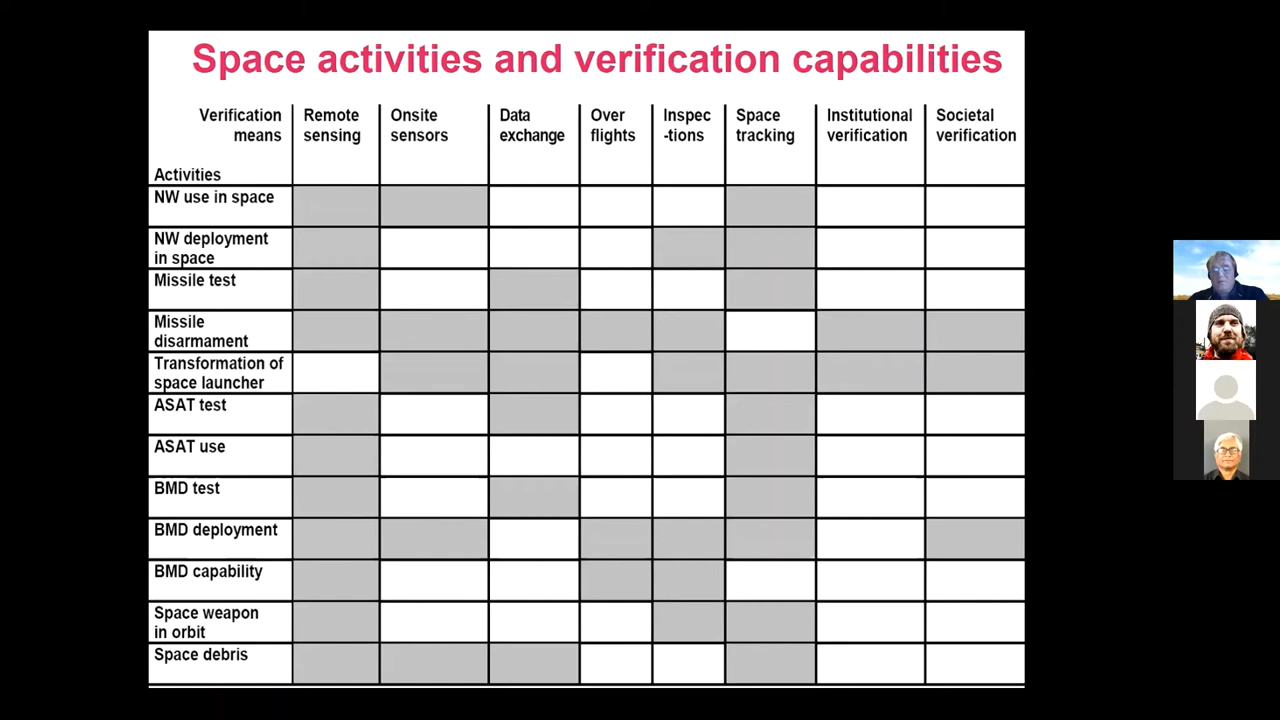 Space activities and verification capabilities
Verification Remote Onsite Data Over Inspec Space Institutional Societal
means sensing sensors exchange flights -tions tracking verification verification
Activities
NW use in space
NW deployment
in space
Missile test
Missile
disarmament
Transformation of
space launcher
ASAT test
ASAT use
BMD test
BMD deployment
BMD capability
Space weapon
in orbit
Space debris